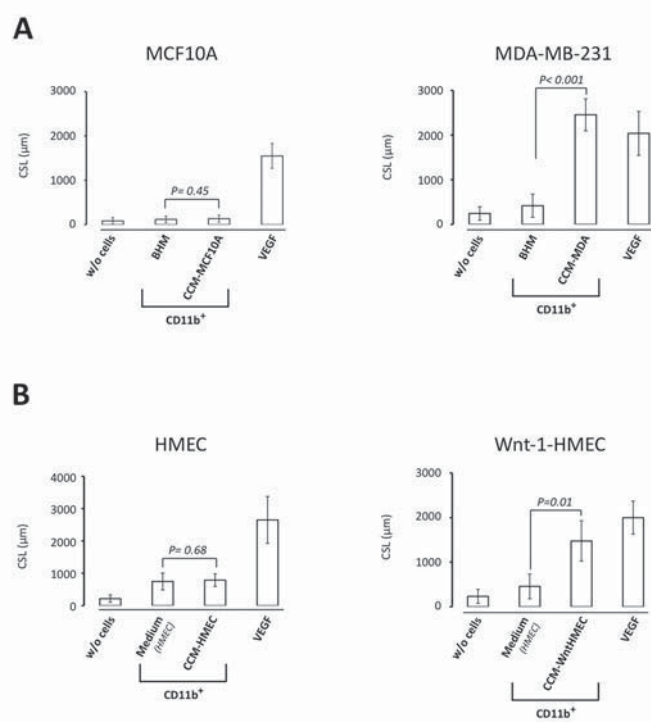 A
MCF10A
3000
2000
1000
0
CSL (µm)
P= 0.45
w/o cells
BHM
CCM-MCF10A
VEGF
CD11b+
MDA-MB-231
3000
2000
1000
0
CSL (µm)
P< 0.001
w/o cells
BHM
CCM-MDA
VEGF
CD11b+
B
HMEC
4000
3000
2000
1000
0
CSL (µm)
P= 0.68
w/o cells
Medium
(HMEC)
CCM-HMEC
VEGF
CD11b+
Wnt-1-HMEC
3000
2000
1000
0
CSL (µm)
P=0.01
w/o cells
Medium
(HMEC)
CCM-WntHMEC
VEGF
CD11b+